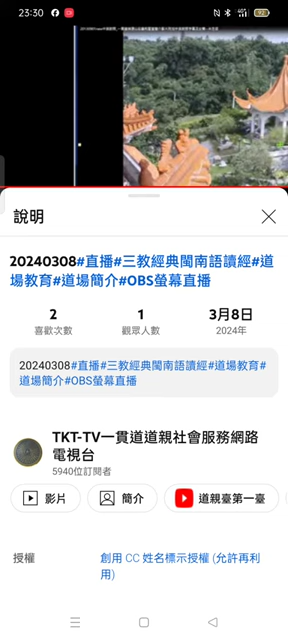 23:30
72
說明
20240308#直播#三教經典閩南語讀經#道
場教育#道場簡介#OBS螢幕直播
2
1
3月8日
喜歡次數
觀眾人數
2024年
20240308#直播#三教經典閩南語讀經#道場教育#
道場簡介#OBS螢幕直播
TKT-TV一貫道道親社會服務網路
電視台
5940位訂閱者
影片
簡介
道親臺第一臺
授權
創用 CC 姓名標示授權 (允許再利
用)